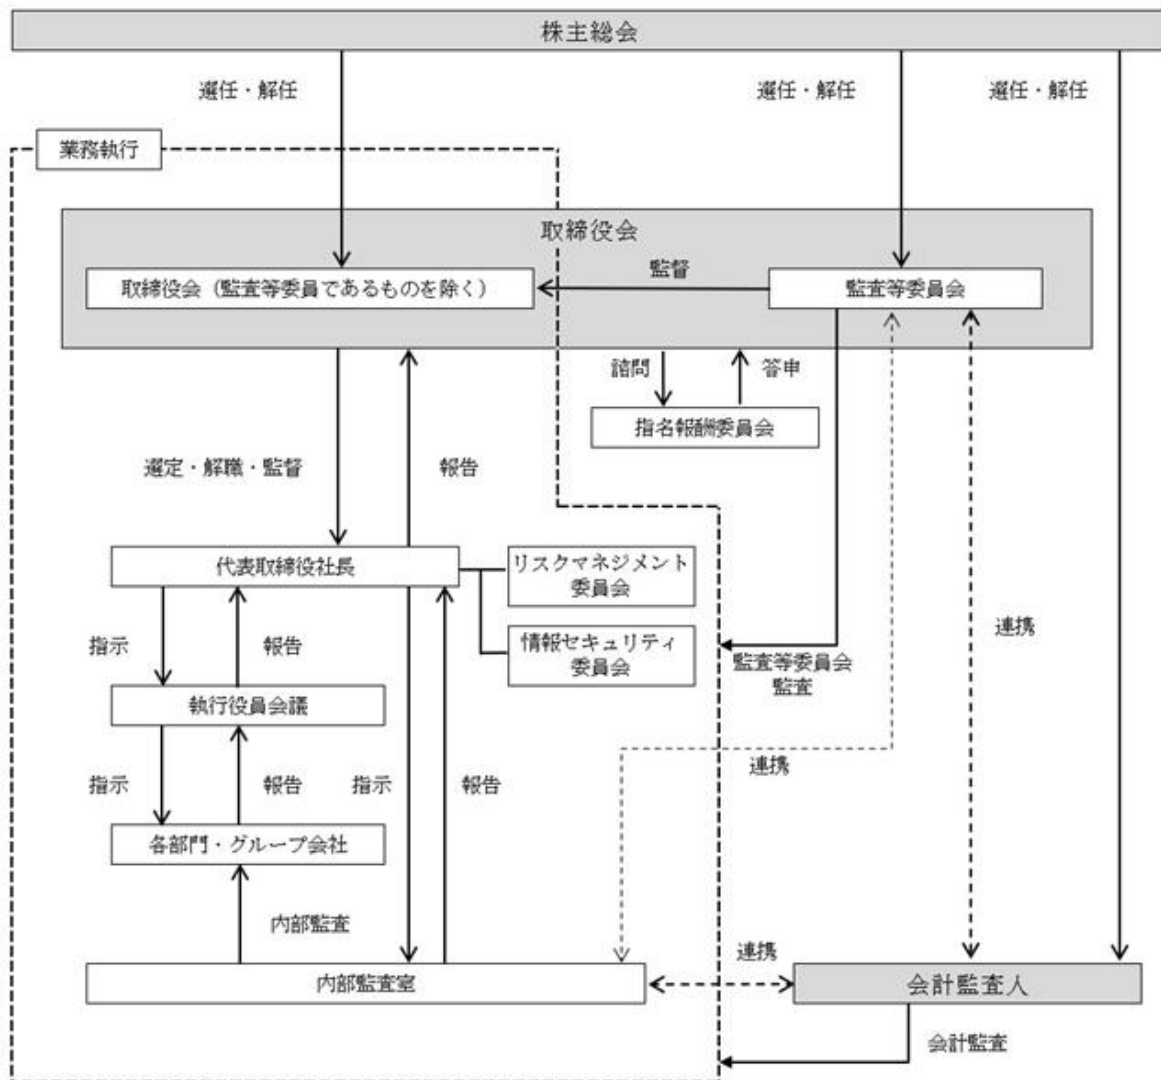 株主総会
選任・解任
選任・解任
選任・解任
業務執行
取締役会
監督
取締役会（監査等委員であるものを除く）
監査等委員会
諮問
答申
指名報酬委員会
選定・解職・監督
報告
代表取締役社長
リスクマネジメント
委員会
指示
報告
情報セキュリティ
委員会
連携
監査等委員会
監査
執行役員会議
連携
指示
報告
指示
報告
各部門・グループ会社
内部監査
連携
内部監査室
会計監査人
会計監査